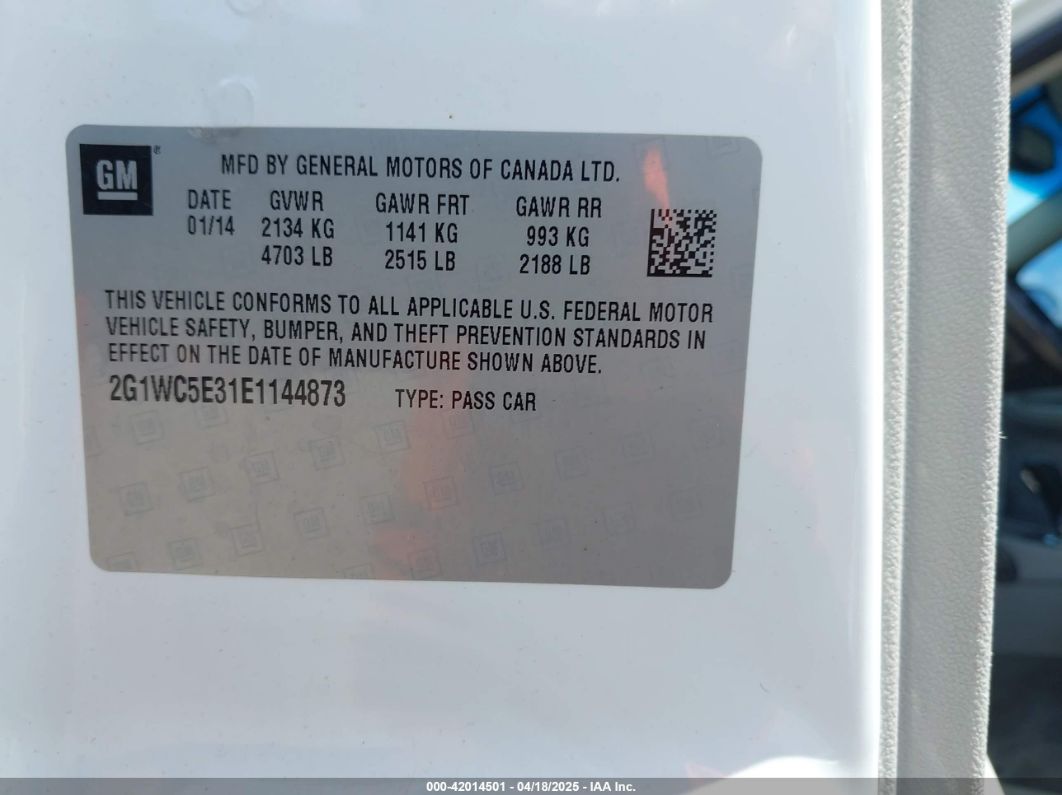 GM®
MFD BY GENERAL MOTORS OF CANADA LTD.
DATE GVWR GAWR FRT GAWR RR
01/14 2134 KG 1141 KG 993 KG
4703 LB 2515 LB 2188 LB
THIS VEHICLE CONFORMS TO ALL APPLICABLE U.S. FEDERAL MOTOR
VEHICLE SAFETY, BUMPER, AND THEFT PREVENTION STANDARDS IN
EFFECT ON THE DATE OF MANUFACTURE SHOWN ABOVE.
2G1WC5E31E1144873 TYPE: PASS CAR
000-42014501 - 04/18/2025 - IAA Inc.